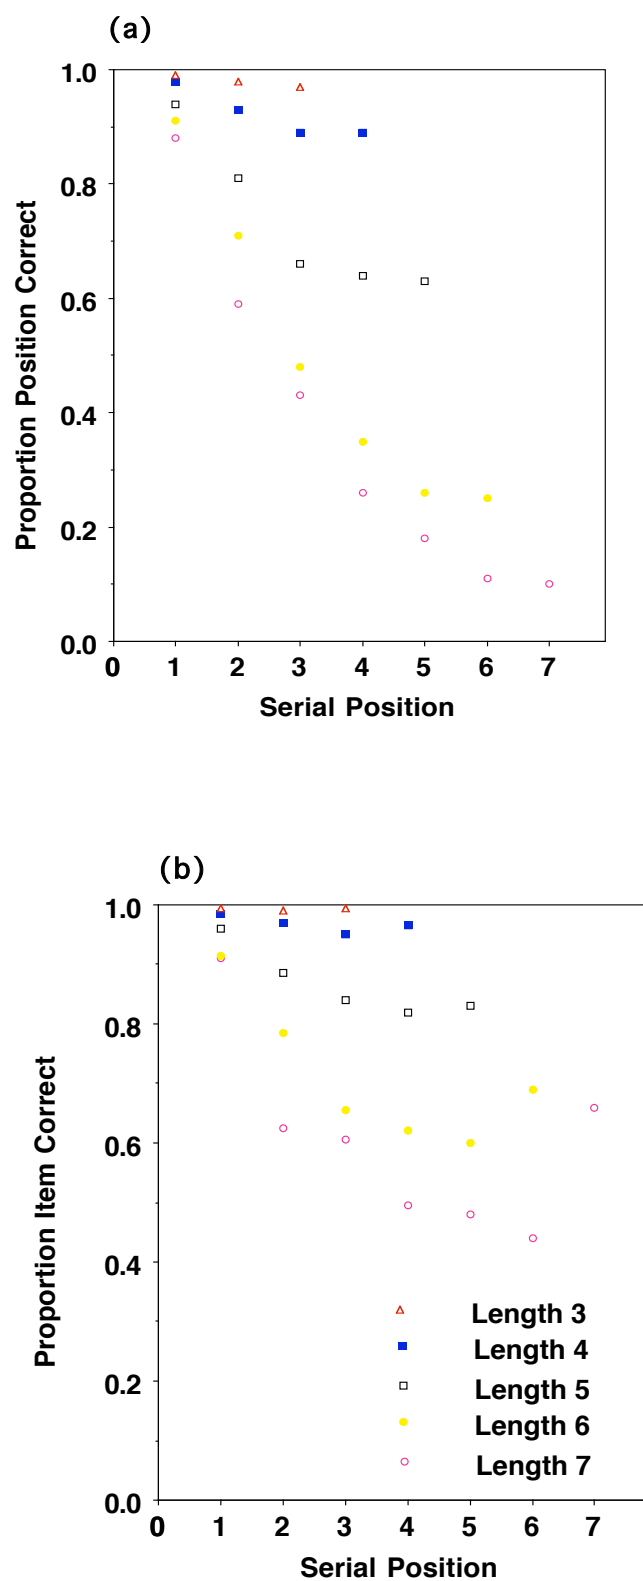 (a)
Proportion Position Correct
1.0
0.8
0.6
0.4
0.2
0.0
0 1 2 3 4 5 6 7
Serial Position
(b)
Proportion Item Correct
1.0
0.8
0.6
0.4
0.2
0.0
Length 3
Length 4
Length 5
Length 6
Length 7
0 1 2 3 4 5 6 7
Serial Position